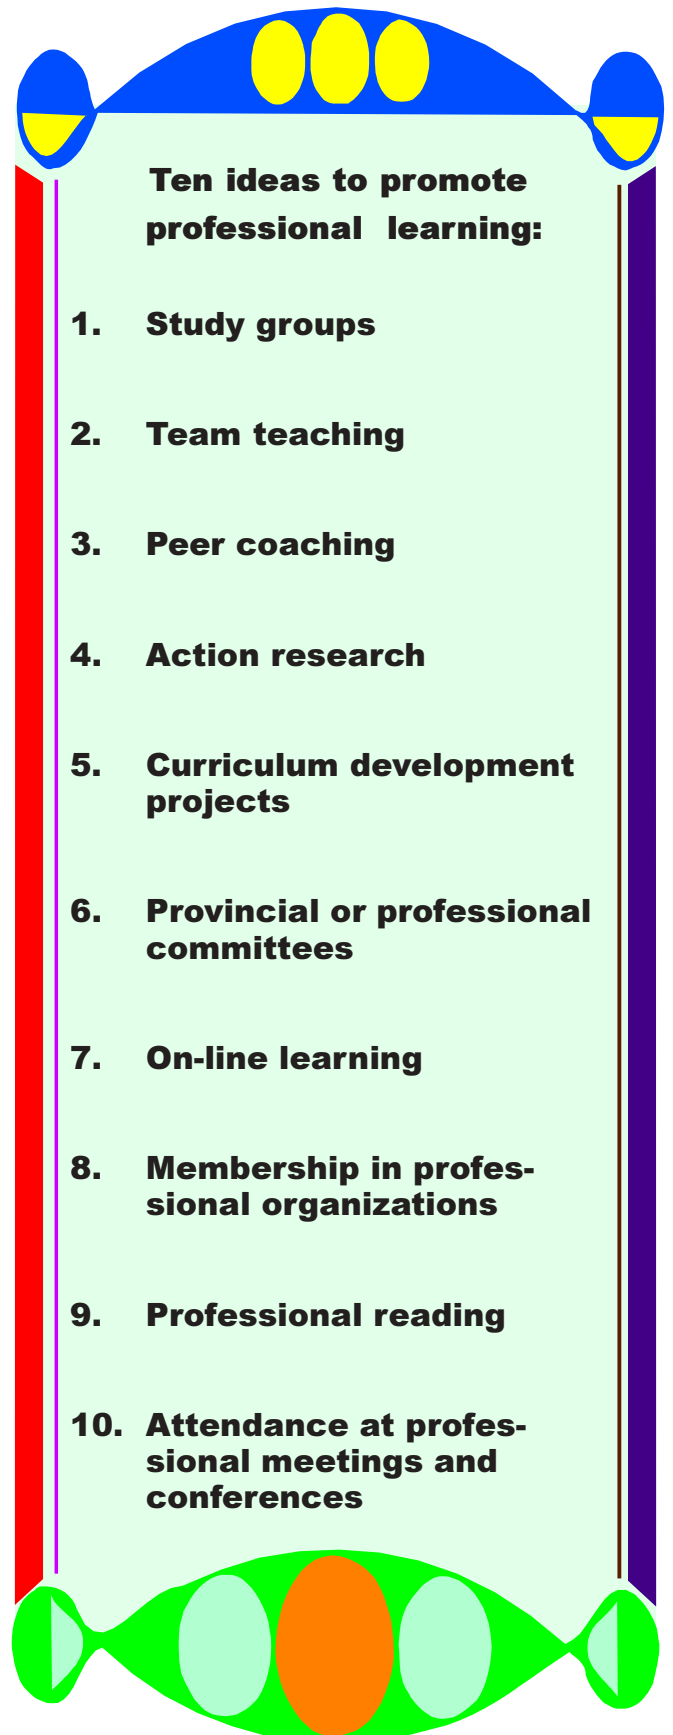 Ten ideas to promote
professional learning:
1. Study groups
2. Team teaching
3. Peer coaching
4. Action research
5. Curriculum development
projects
6. Provincial or professional
committees
7. On-line learning
8. Membership in profes-
sional organizations
9. Professional reading
10. Attendance at profes-
sional meetings and
conferences